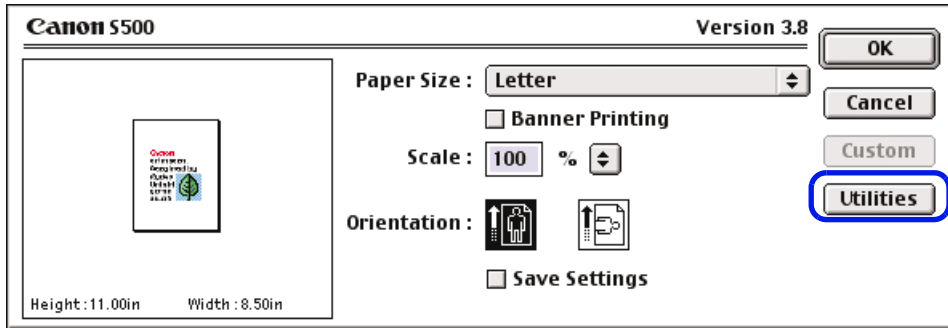 Canon S500
Version 3.8
OK
Paper Size : Letter
Cancel
Banner Printing
Custom
Scale : 100 %
Utilities
Orientation :
Save Settings
Canon
Height:11.00in Width:8.50in